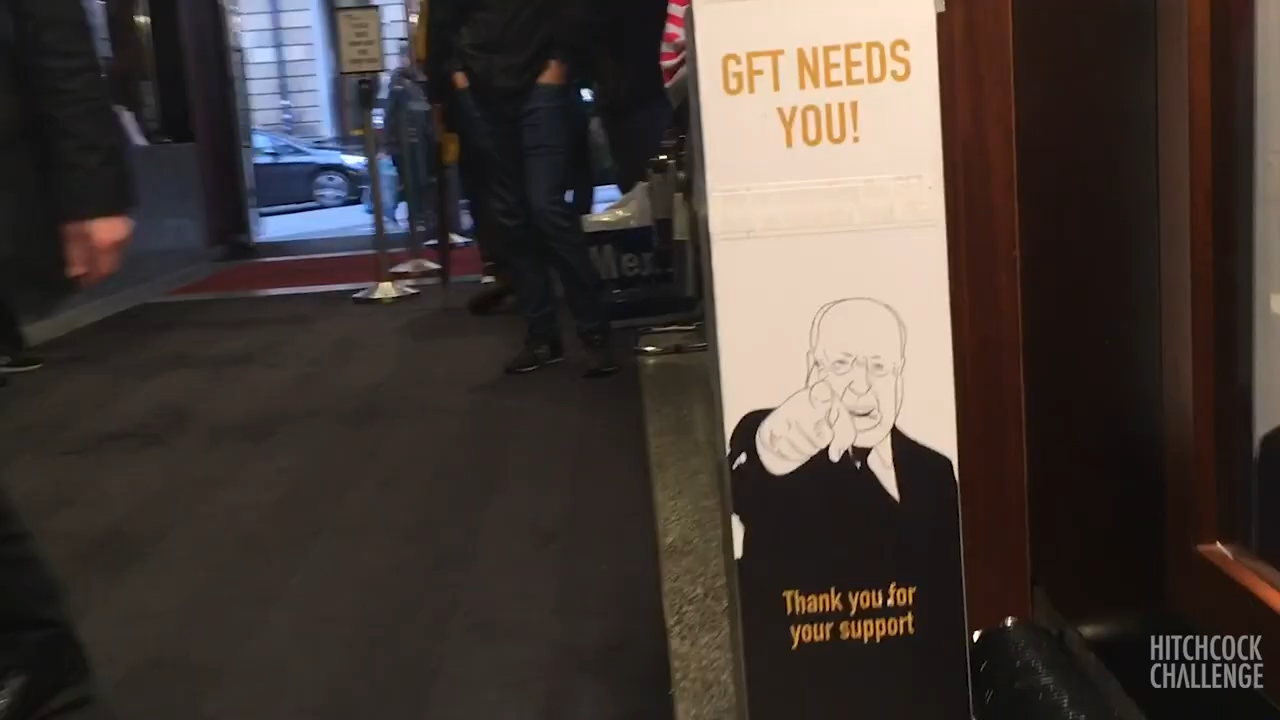 GFT NEEDS
YOU!
Thank you for
your support
HITCHCOCK
CHALLENGE